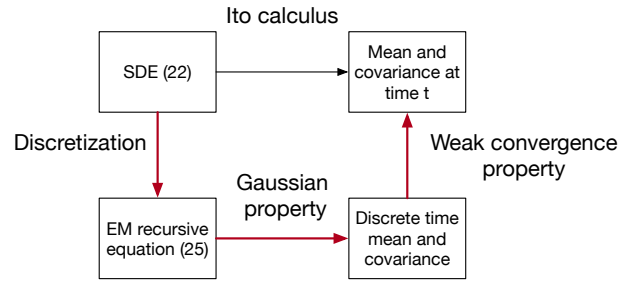 Ito calculus
SDE (22)
Mean and
covariance at
time t
Discretization
Weak convergence
property
Gaussian
property
EM recursive
equation (25)
Discrete time
mean and
covariance